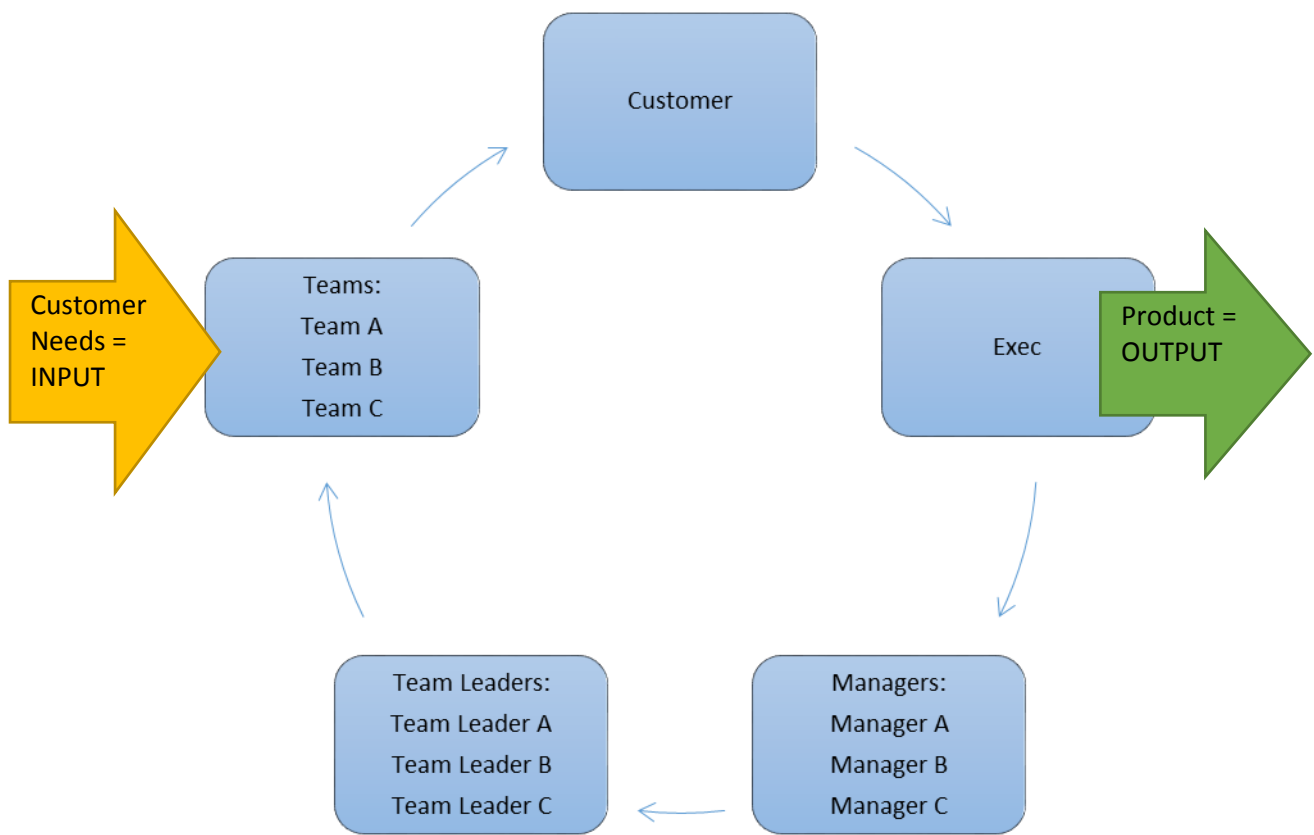 Customer
Customer
Needs =
INPUT
Teams:
Team A
Team B
Team C
Exec
Product =
OUTPUT
Team Leaders:
Team Leader A
Team Leader B
Team Leader C
Managers:
Manager A
Manager B
Manager C